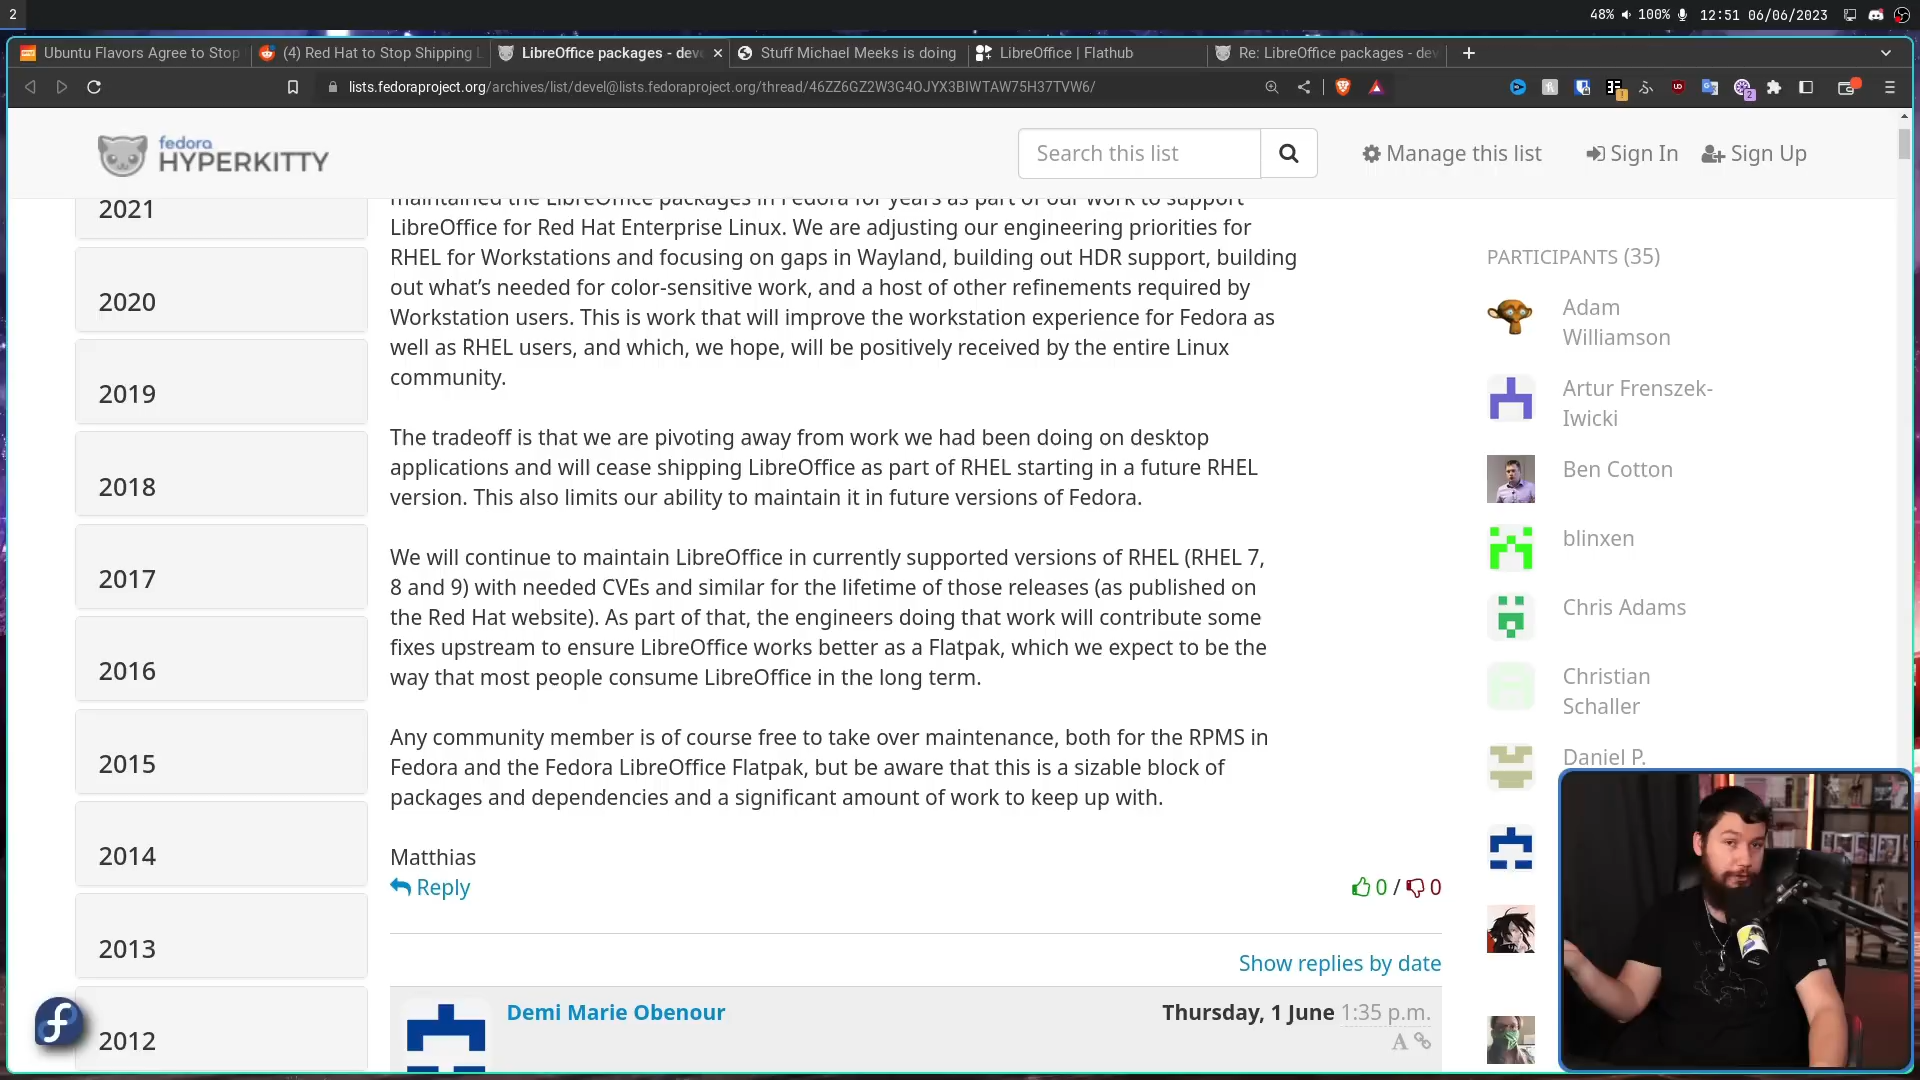 2
48% 100% 12:51 06/06/2023
Ubuntu Flavors Agree to Stop
(4) Red Hat to Stop Shipping L
LibreOffice packages - deve
Stuff Michael Meeks is doing
LibreOffice | Flathub
Re: LibreOffice packages - dev
lists.fedoraproject.org/archives/list/devel@lists.fedoraproject.org/thread/46ZZ6GZ2W3G4OJYX3BIWTAW75H37TVW6/
fedora
HYPERKITTY
Search this list
Manage this list
Sign In
Sign Up
2021
2020
2019
2018
2017
2016
2015
2014
2013
2012
maintained the LibreOffice packages in Fedora for years as part of our work to support
LibreOffice for Red Hat Enterprise Linux. We are adjusting our engineering priorities for
RHEL for Workstations and focusing on gaps in Wayland, building out HDR support, building
out what’s needed for color-sensitive work, and a host of other refinements required by
Workstation users. This is work that will improve the workstation experience for Fedora as
well as RHEL users, and which, we hope, will be positively received by the entire Linux
community.
The tradeoff is that we are pivoting away from work we had been doing on desktop
applications and will cease shipping LibreOffice as part of RHEL starting in a future RHEL
version. This also limits our ability to maintain it in future versions of Fedora.
We will continue to maintain LibreOffice in currently supported versions of RHEL (RHEL 7,
8 and 9) with needed CVEs and similar for the lifetime of those releases (as published on
the Red Hat website). As part of that, the engineers doing that work will contribute some
fixes upstream to ensure LibreOffice works better as a Flatpak, which we expect to be the
way that most people consume LibreOffice in the long term.
Any community member is of course free to take over maintenance, both for the RPMS in
Fedora and the Fedora LibreOffice Flatpak, but be aware that this is a sizable block of
packages and dependencies and a significant amount of work to keep up with.
Matthias
Reply
0 / 0
Show replies by date
Demi Marie Obenour
Thursday, 1 June 1:35 p.m.
A
PARTICIPANTS (35)
Adam
Williamson
Artur Frenszek-
Iwicki
Ben Cotton
blinxen
Chris Adams
Christian
Schaller
Daniel P.